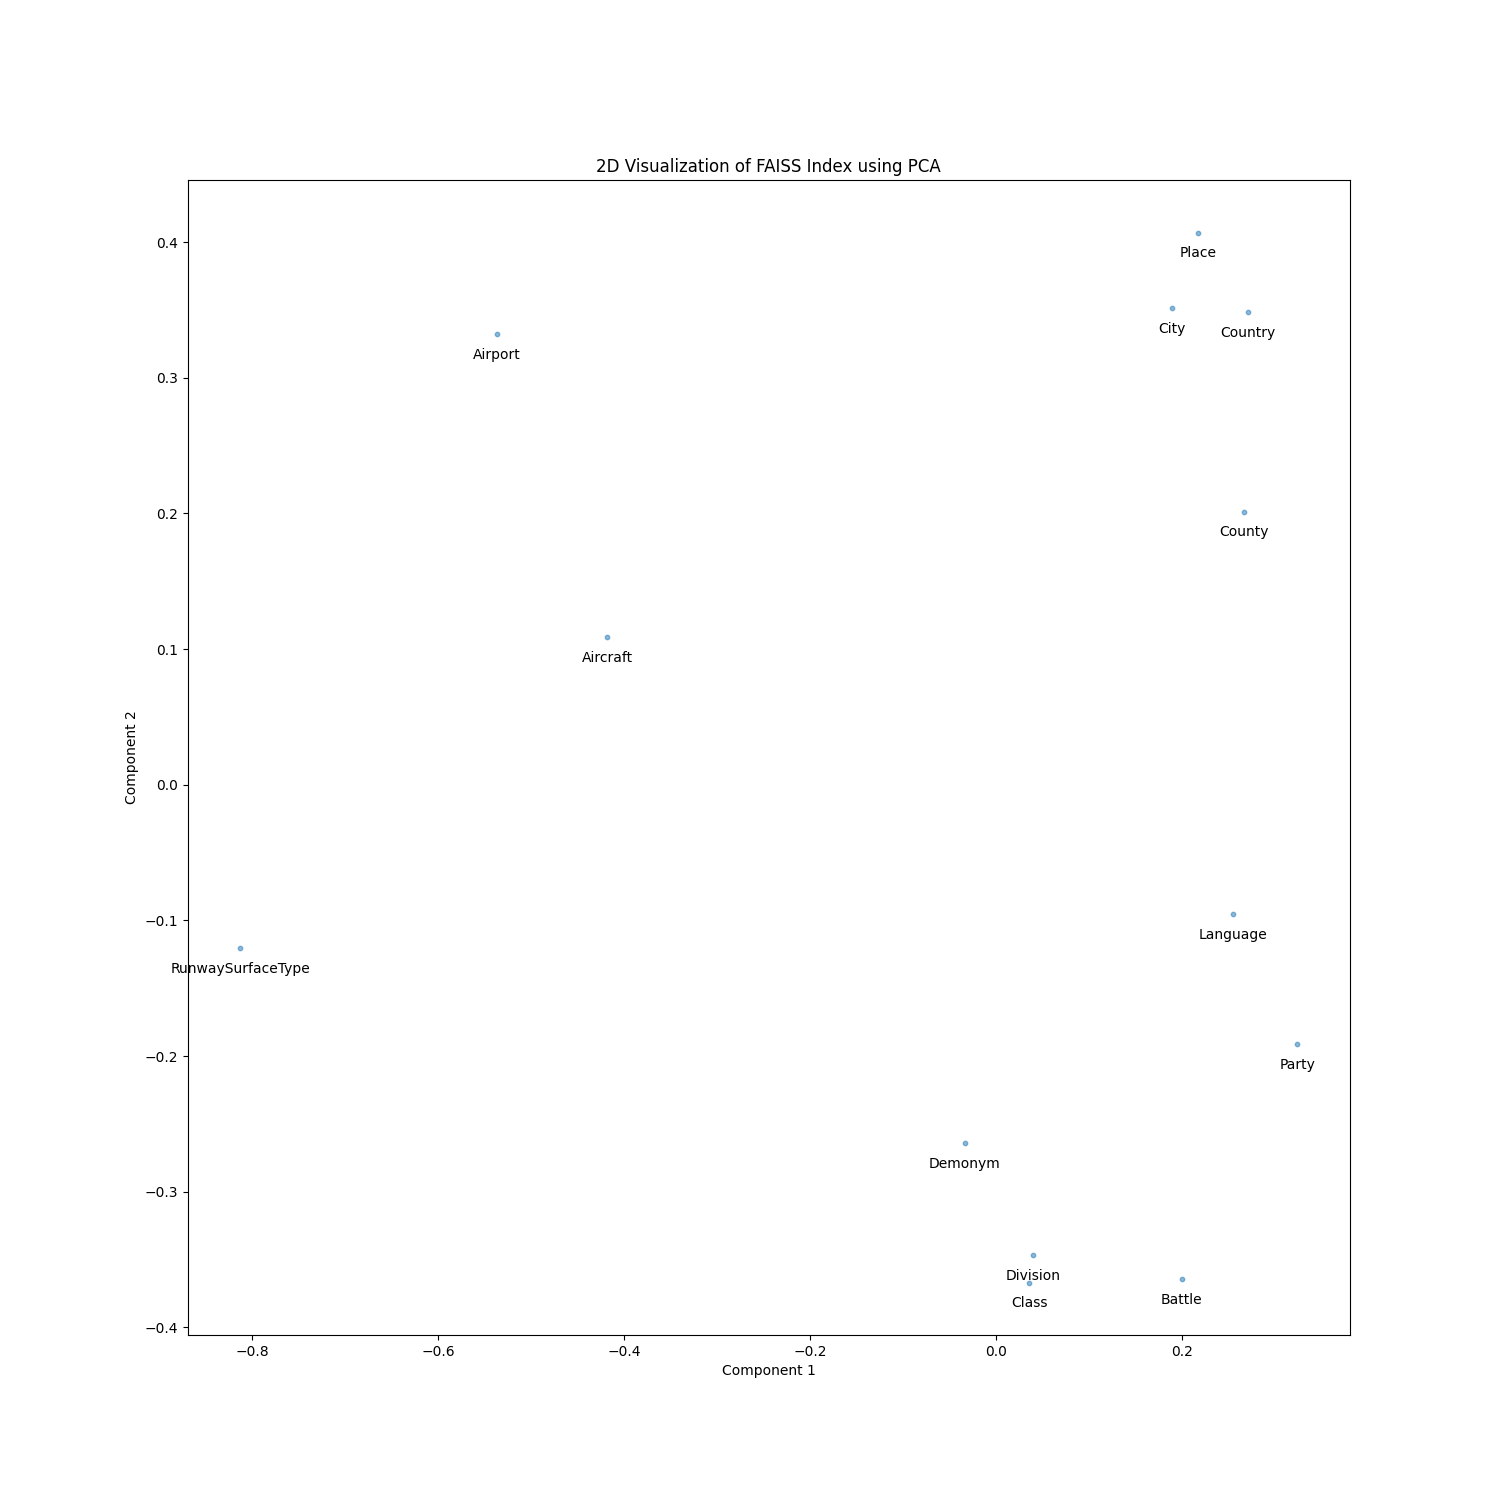 2D Visualization of FAISS Index using PCA
0.4
Place
City
Country
Airport
0.3
0.2
County
0.1
Aircraft
Component 2
0.0
−0.1
Language
RunwaySurfaceType
−0.2
Party
Demonym
−0.3
Division
Class
Battle
−0.4
−0.8 −0.6 −0.4 −0.2 0.0 0.2
Component 1